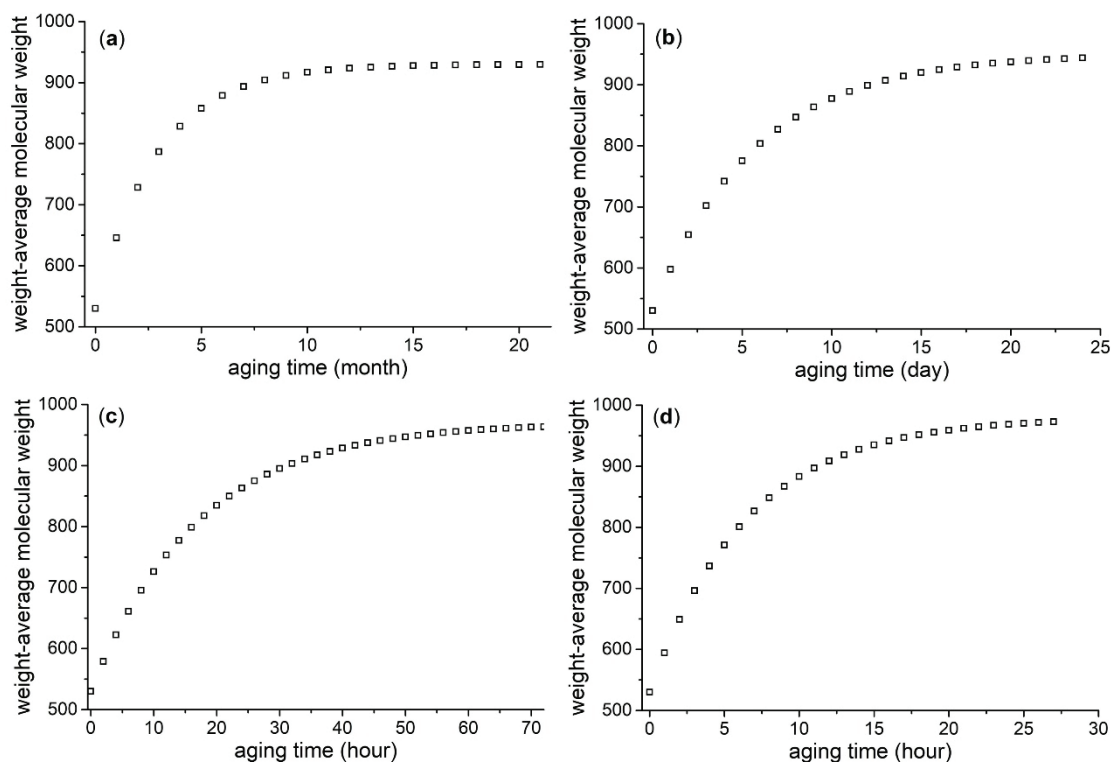 (a)
weight-average molecular weight
1000
900
800
700
600
500
0 5 10 15 20
aging time (month)
(b)
weight-average molecular weight
1000
900
800
700
600
500
0 5 10 15 20 25
aging time (day)
(c)
weight-average molecular weight
1000
900
800
700
600
500
0 10 20 30 40 50 60 70
aging time (hour)
(d)
weight-average molecular weight
1000
900
800
700
600
500
0 5 10 15 20 25 30
aging time (hour)